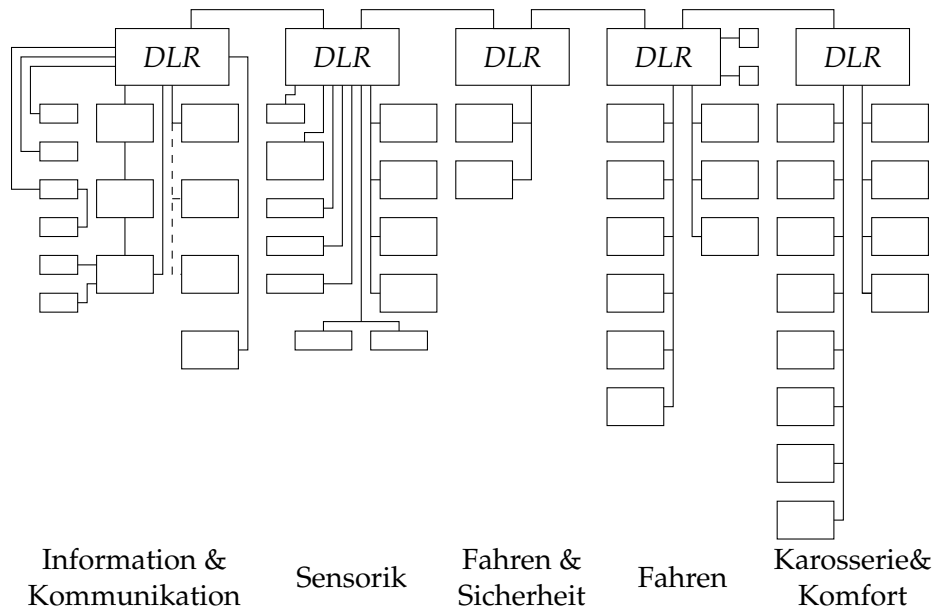 DLR DLR DLR DLR DLR
Information &
Kommunikation
Sensorik
Fahren &
Sicherheit
Fahren
Karosserie&
Komfort